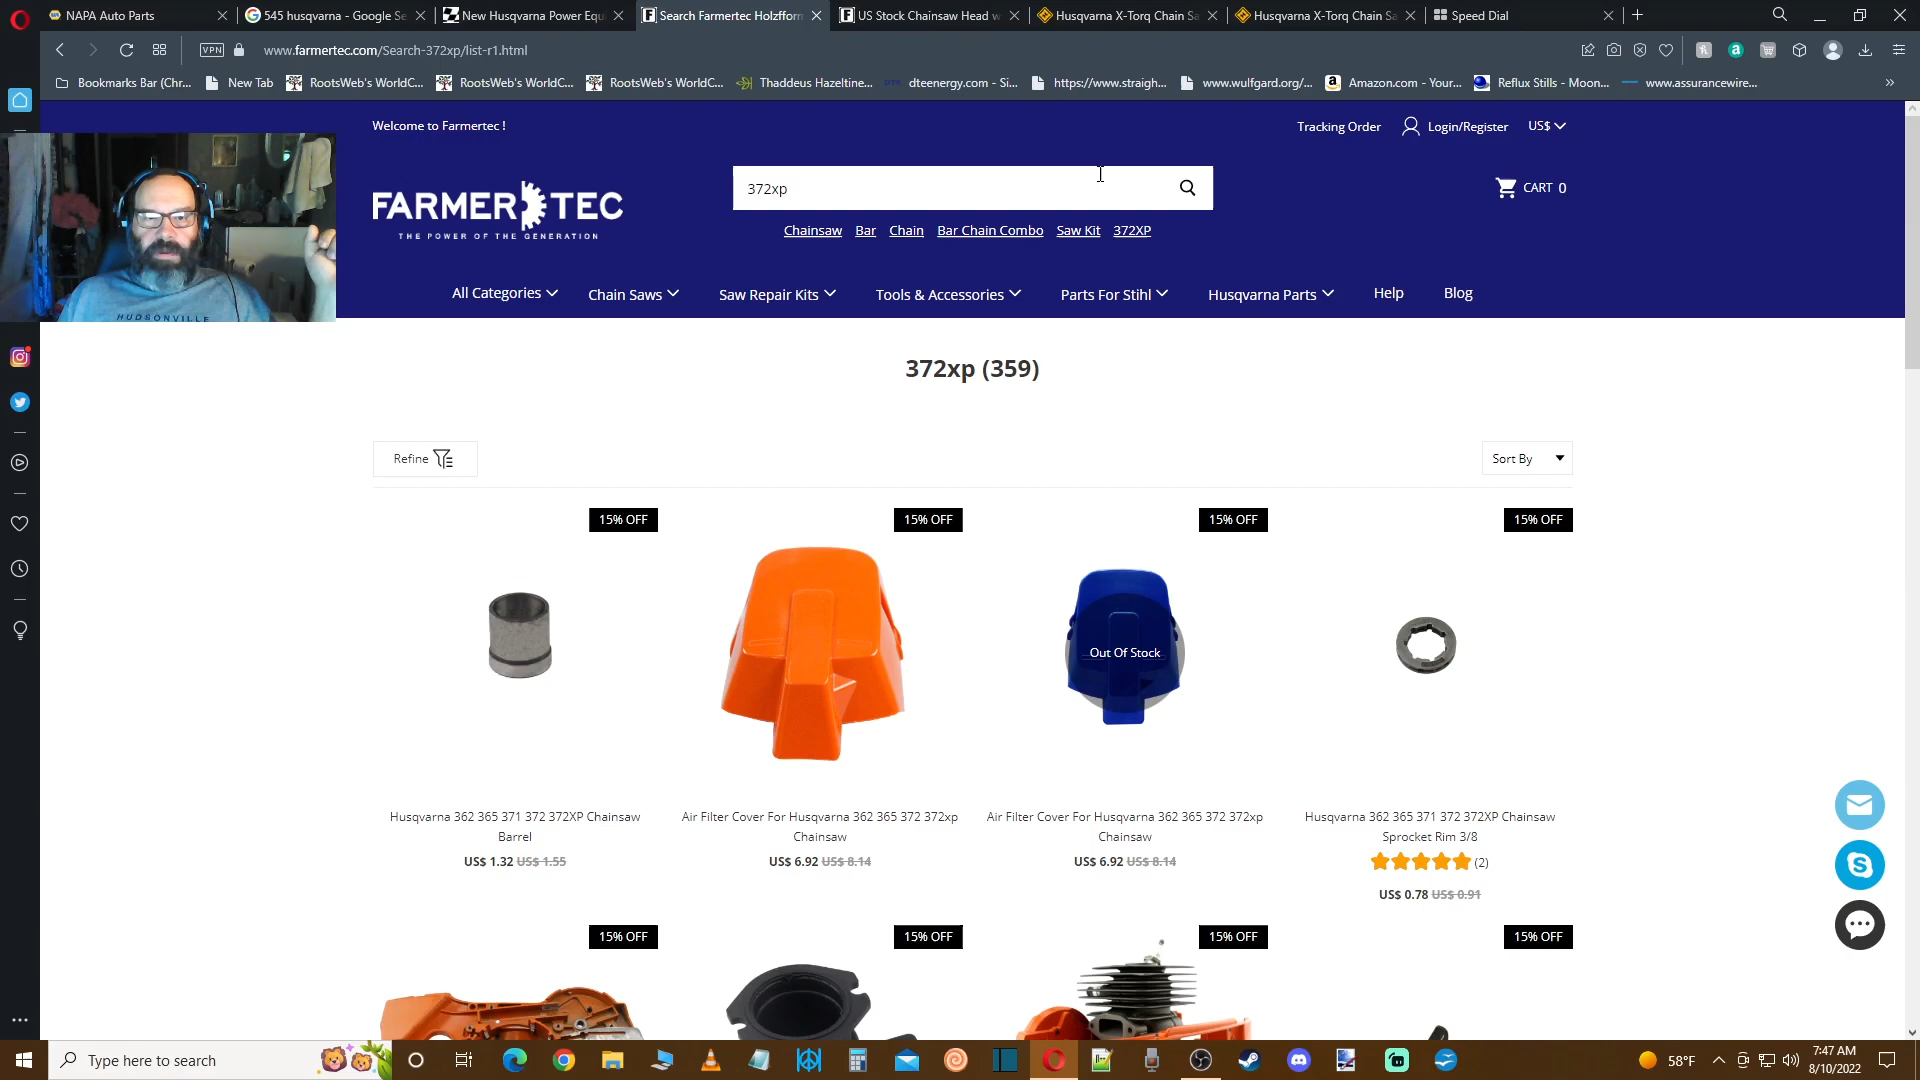 NAPA Auto Parts
545 husqvarna - Google Se
New Husqvarna Power Equ
Search Farmertec Holzfforn
US Stock Chainsaw Head w
Husqvarna X-Torq Chain Sa
Husqvarna X-Torq Chain Sa
Speed Dial
VPN
www.farmertec.com/Search-372xp/list-r1.html
Bookmarks Bar (Chr...
New Tab
RootsWeb's WorldC...
RootsWeb's WorldC...
RootsWeb's WorldC...
Thaddeus Hazeltine...
dteenergy.com - Si...
https://www.straigh...
www.wulfgard.org/...
Amazon.com - Your...
Reflux Stills - Moon...
www.assurancewire...
Welcome to Farmertec !
Tracking Order
Login/Register
US$
FARMERTEC
THE POWER OF THE GENERATION
372xp
CART 0
Chainsaw Bar Chain Bar Chain Combo Saw Kit 372XP
All Categories
Chain Saws
Saw Repair Kits
Tools & Accessories
Parts For Stihl
Husqvarna Parts
Help
Blog
HUDSONVILLE
372xp (359)
Refine
Sort By
15% OFF
15% OFF
15% OFF
15% OFF
Out Of Stock
Husqvarna 362 365 371 372 372XP Chainsaw
Barrel
US$ 1.32 US$ 1.55
Air Filter Cover For Husqvarna 362 365 372 372xp
Chainsaw
US$ 6.92 US$ 8.14
Air Filter Cover For Husqvarna 362 365 372 372xp
Chainsaw
US$ 6.92 US$ 8.14
Husqvarna 362 365 371 372 372XP Chainsaw
Sprocket Rim 3/8
(2)
US$ 0.78 US$ 0.91
15% OFF
15% OFF
15% OFF
15% OFF
Type here to search
58°F
7:47 AM
8/10/2022